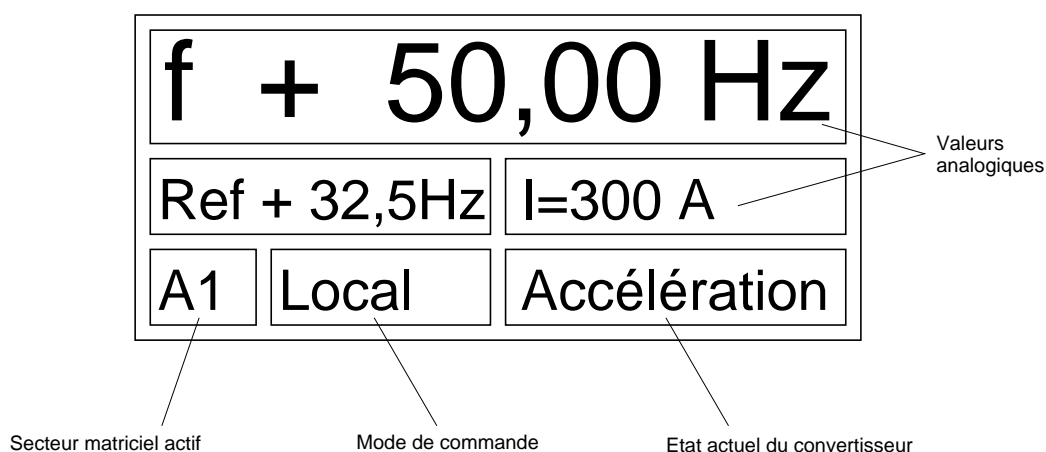 f + 50,00 Hz
Valeurs
analogiques
Ref + 32,5Hz
I=300 A
A1
Local
Accélération
Secteur matriciel actif
Mode de commande
Etat actuel du convertisseur